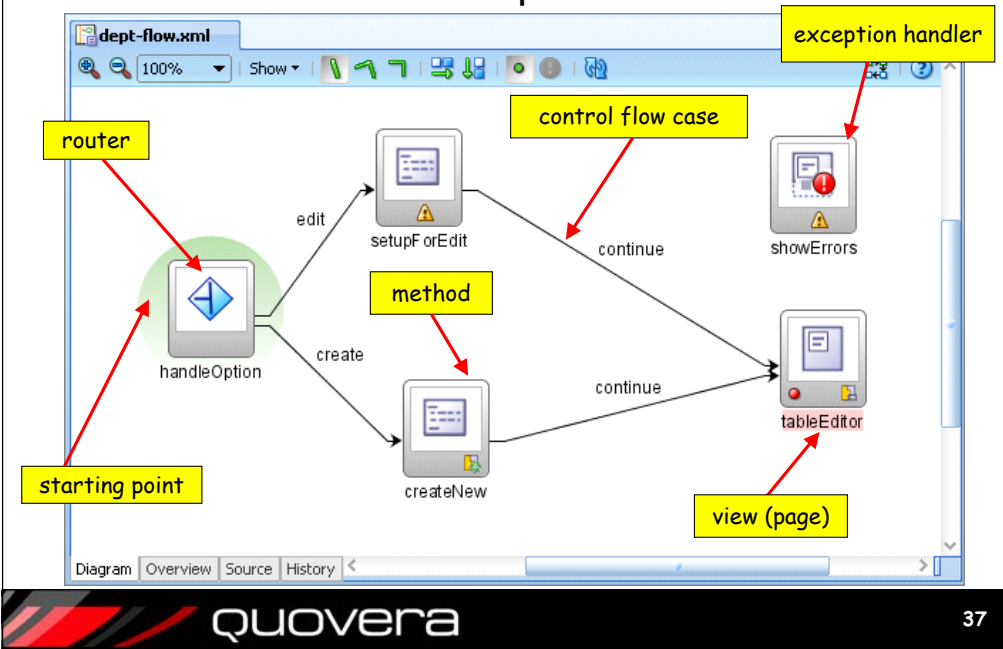 dept-flow.xml
exception handler
100%
Show
control flow case
router
edit
setupForEdit
continue
showErrors
method
handleOption
create
continue
tableEditor
starting point
createNew
view (page)
Diagram
Overview
Source
History
quovera
37